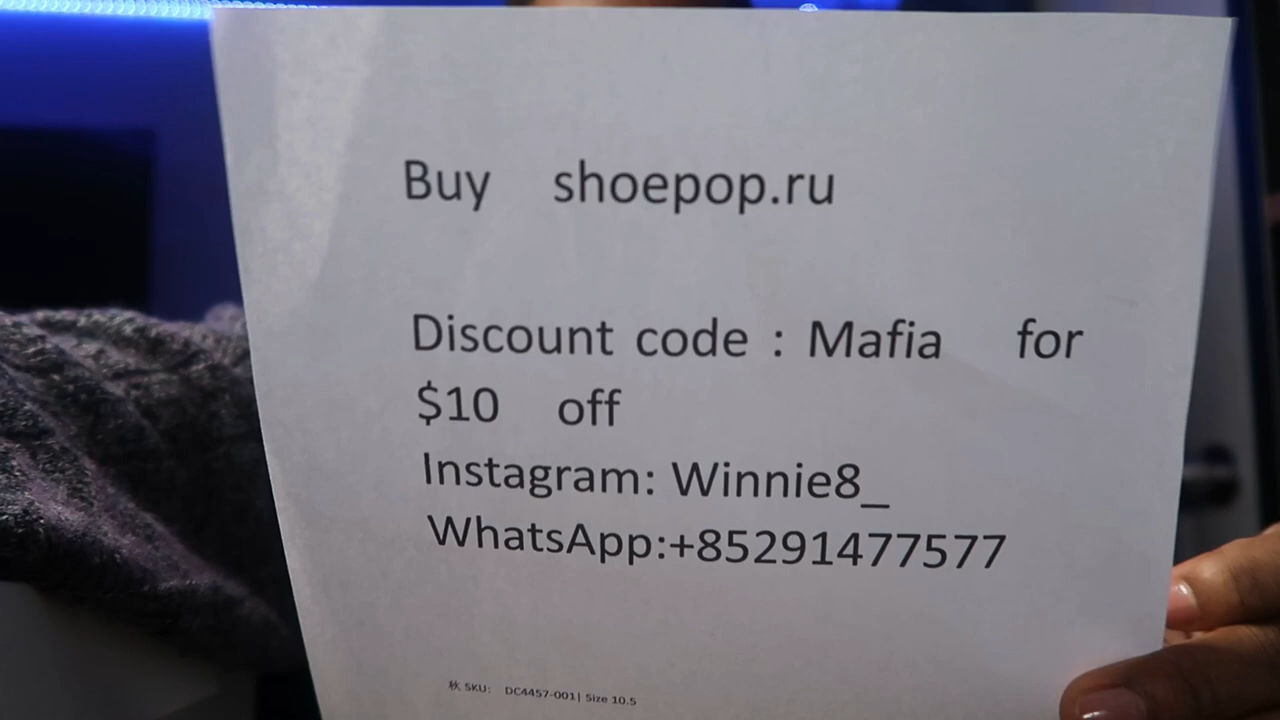 Buy shoepop.ru
Discount code : Mafia for
$10 off
Instagram: Winnie8_
WhatsApp:+85291477577
秋 SKU: DC4457-001| Size 10.5